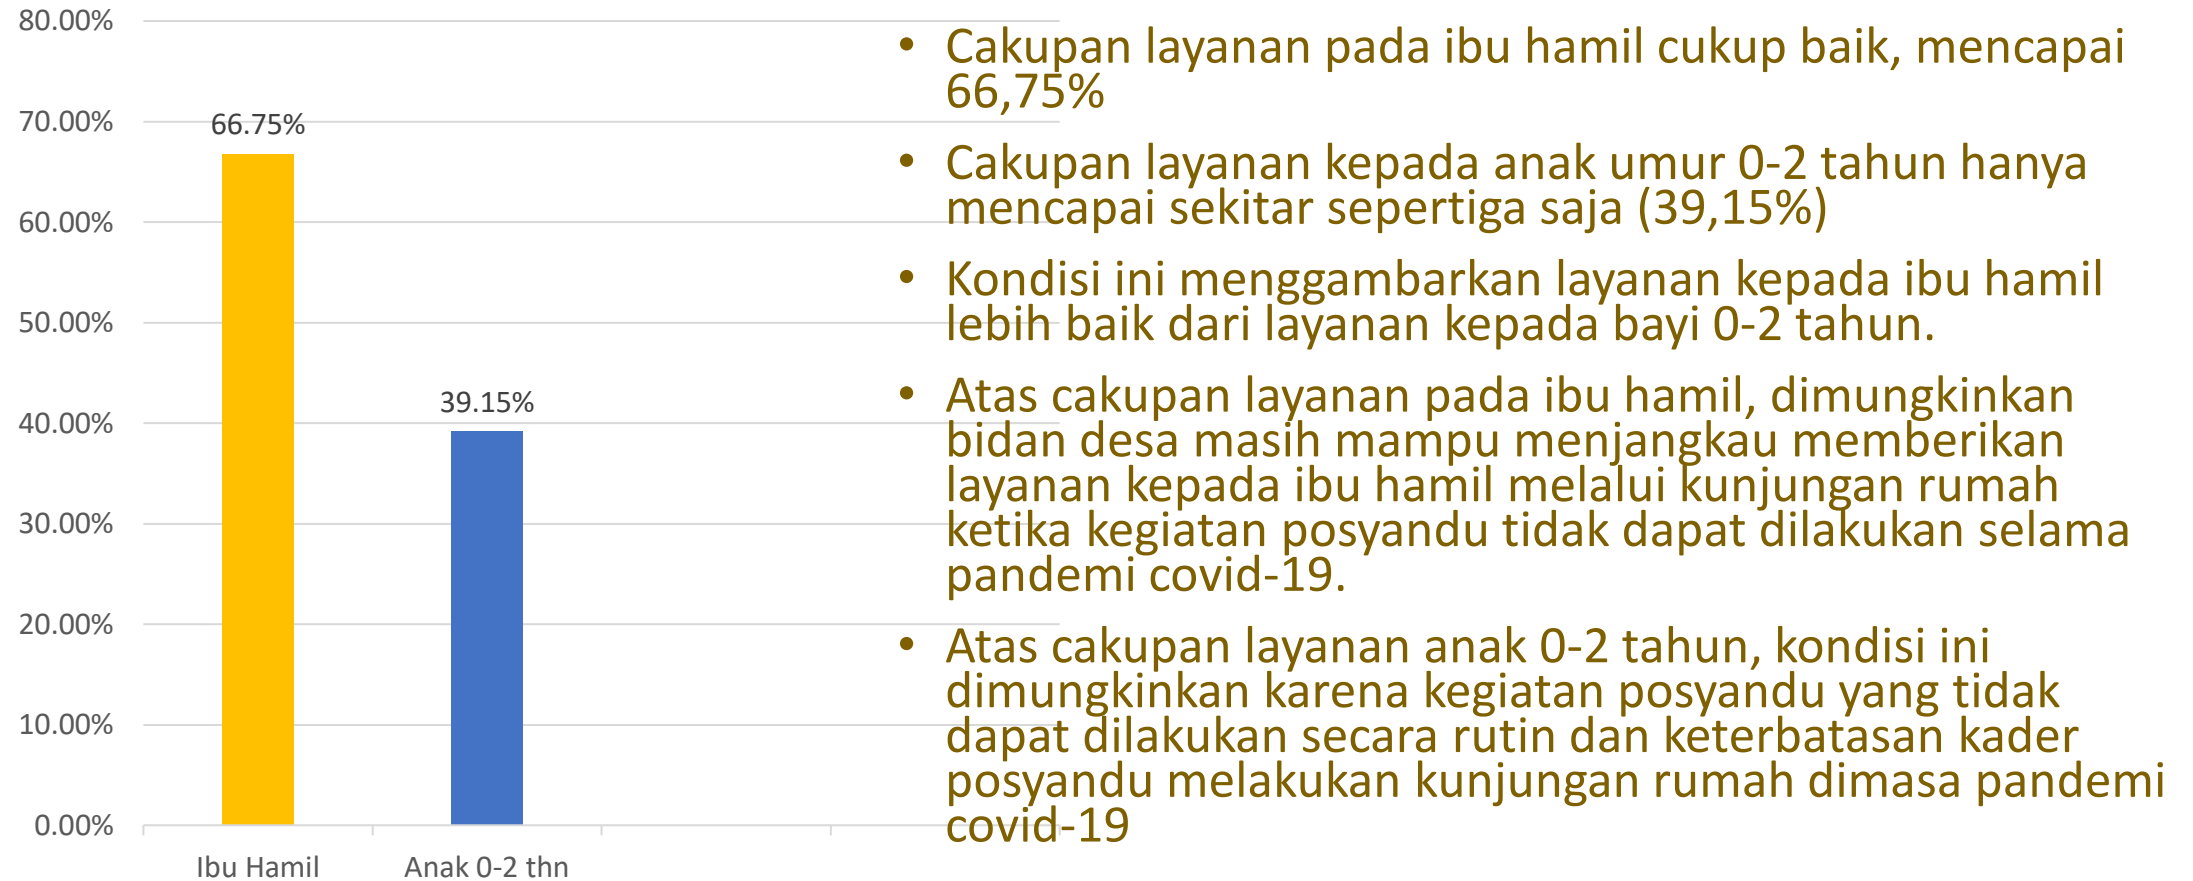 80.00%
70.00%
60.00%
50.00%
40.00%
30.00%
20.00%
10.00%
0.00%
66.75%
39.15%
Ibu Hamil
Anak 0-2 thn
• Cakupan layanan pada ibu hamil cukup baik, mencapai
66,75%
• Cakupan layanan kepada anak umur 0-2 tahun hanya
mencapai sekitar sepertiga saja (39,15%)
• Kondisi ini menggambarkan layanan kepada ibu hamil
lebih baik dari layanan kepada bayi 0-2 tahun.
• Atas cakupan layanan pada ibu hamil, dimungkinkan
bidan desa masih mampu menjangkau memberikan
layanan kepada ibu hamil melalui kunjungan rumah
ketika kegiatan posyandu tidak dapat dilakukan selama
pandemi covid-19.
• Atas cakupan layanan anak 0-2 tahun, kondisi ini
dimungkinkan karena kegiatan posyandu yang tidak
dapat dilakukan secara rutin dan keterbatasan kader
posyandu melakukan kunjungan rumah dimasa pandemi
covid-19